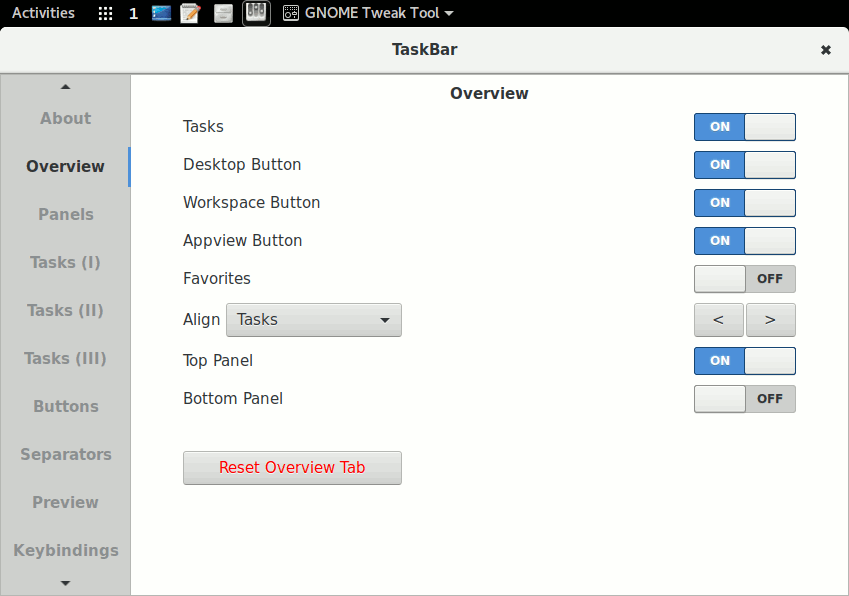 Activities 1 GNOME Tweak Tool
TaskBar
About
Overview
Panels
Tasks (I)
Tasks (II)
Tasks (III)
Buttons
Separators
Preview
Keybindings
Overview
Tasks ON
Desktop Button ON
Workspace Button ON
Appview Button ON
Favorites OFF
Align Tasks < >
Top Panel ON
Bottom Panel OFF
Reset Overview Tab